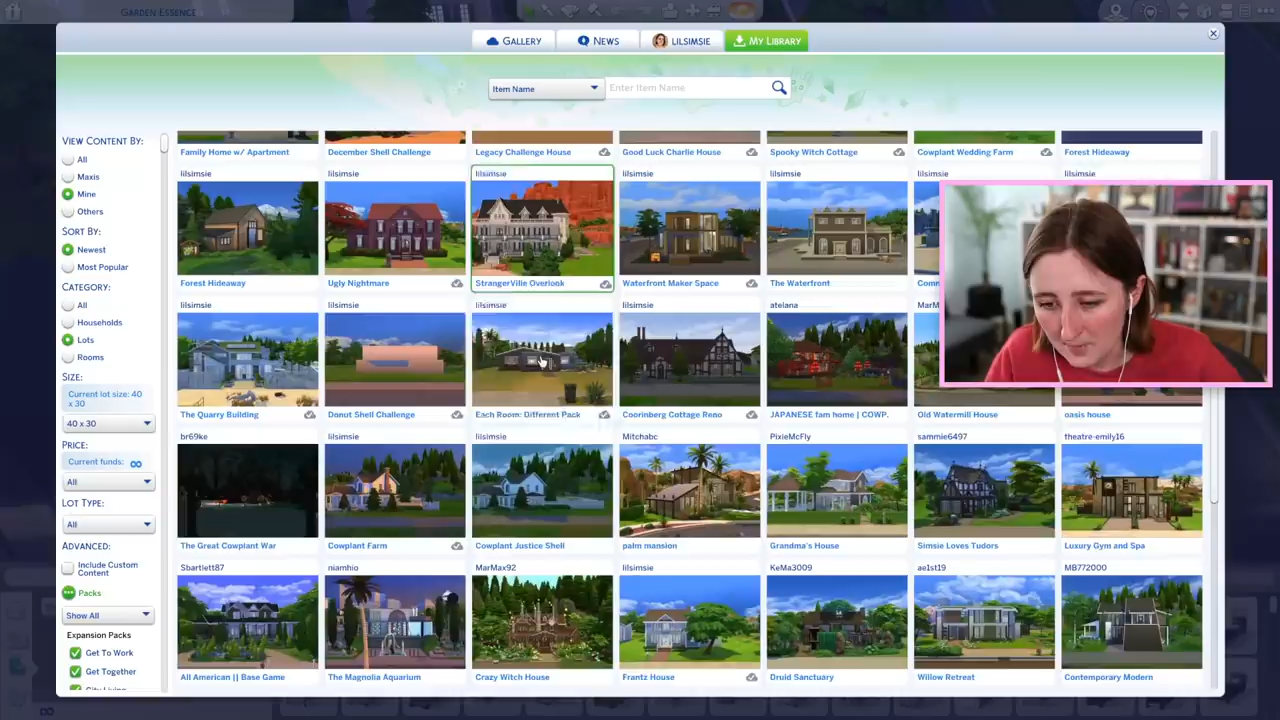 GARDEN ESSENCE
GALLERY
NEWS
LILSIMSIE
MY LIBRARY
Item Name
Enter Item Name
VIEW CONTENT BY:
All
Maxis
Mine
Others
SORT BY:
Newest
Most Popular
CATEGORY:
All
Households
Lots
Rooms
SIZE:
Current lot size: 40
x 30
40 x 30
PRICE:
Current funds: ∞
All
LOT TYPE:
All
ADVANCED:
Include Custom
Content
Packs
Show All
Expansion Packs
Get To Work
Get Together
City Living
Family Home w/ Apartment
December Shell Challenge
Legacy Challenge House
Good Luck Charlie House
Spooky Witch Cottage
Cowplant Wedding Farm
Forest Hideaway
lilsimsie
lilsimsie
lilsimsie
lilsimsie
lilsimsie
lilsimsie
lilsimsie
Forest Hideaway
Ugly Nightmare
StrangerVille Overlook
Waterfront Maker Space
The Waterfront
lilsimsie
lilsimsie
lilsimsie
lilsimsie
atelana
The Quarry Building
Donut Shell Challenge
Each Room: Different Pack
Coorinberg Cottage Reno
JAPANESE fam home | COWP.
Old Watermill House
oasis house
br69ke
lilsimsie
lilsimsie
Mitchabc
PixieMcFly
sammie6497
theatre-emily16
The Great Cowplant War
Cowplant Farm
Cowplant Justice Shell
palm mansion
Grandma's House
Simsie Loves Tudors
Luxury Gym and Spa
Sbartlett87
niamhio
MarMax92
lilsimsie
KeMa3009
ae1st19
MB772000
All American || Base Game
The Magnolia Aquarium
Crazy Witch House
Frantz House
Druid Sanctuary
Willow Retreat
Contemporary Modern